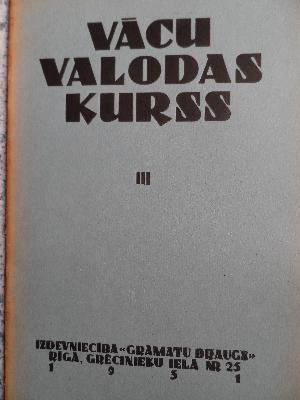 VĀCU
VALODAS
KURSS
III
IZDEVNIECĪBA «GRĀMATU DRAUGS»
RĪGĀ, GRĒCINIEKU IELĀ NR 25
1 9 3 1